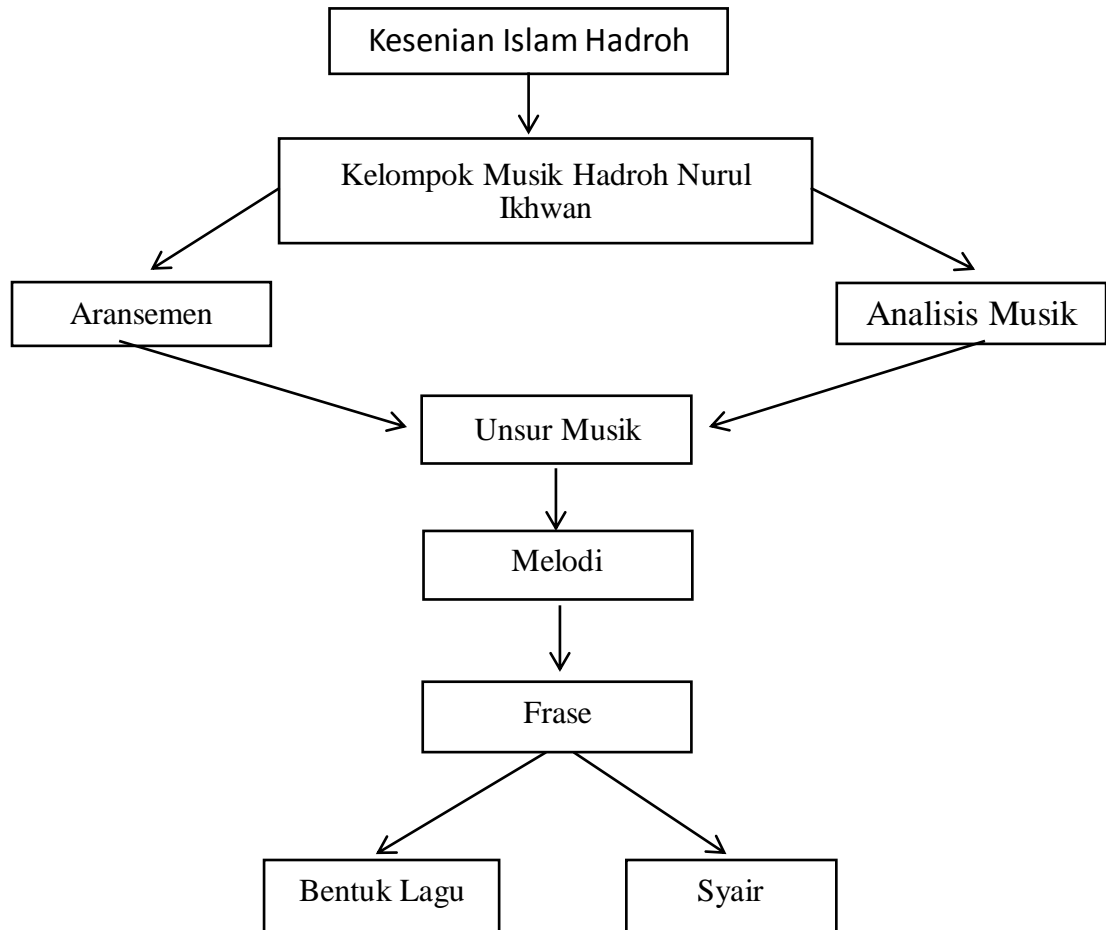 Kesenian Islam Hadroh
Kelompok Musik Hadroh Nurul
Ikhwan
Aransemen
Analisis Musik
Unsur Musik
Melodi
Frase
Bentuk Lagu
Syair